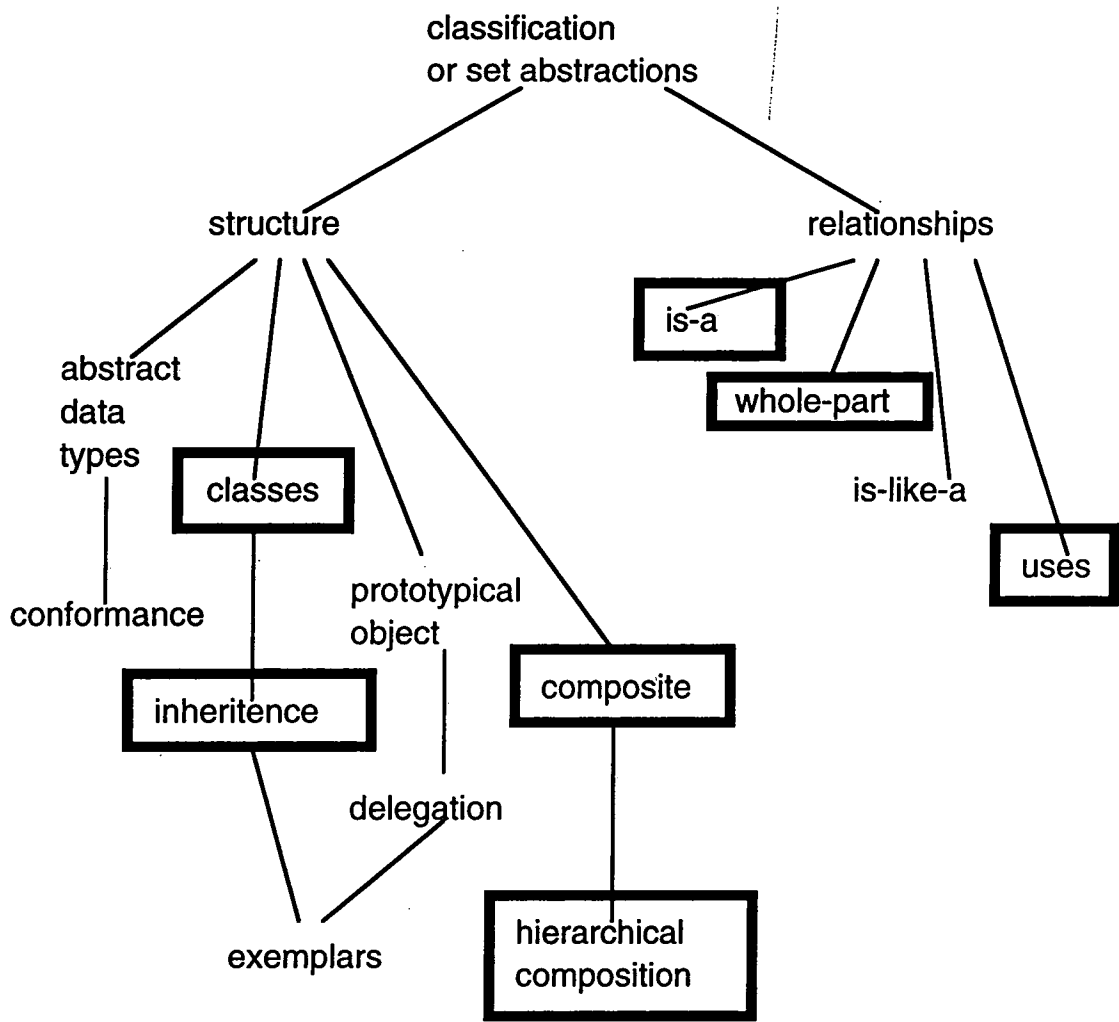 classification
or set abstractions
structure
relationships
is-a
whole-part
is-like-a
uses
abstract
data
types
classes
conformance
prototypical
object
inheritence
composite
delegation
exemplars
hierarchical
composition